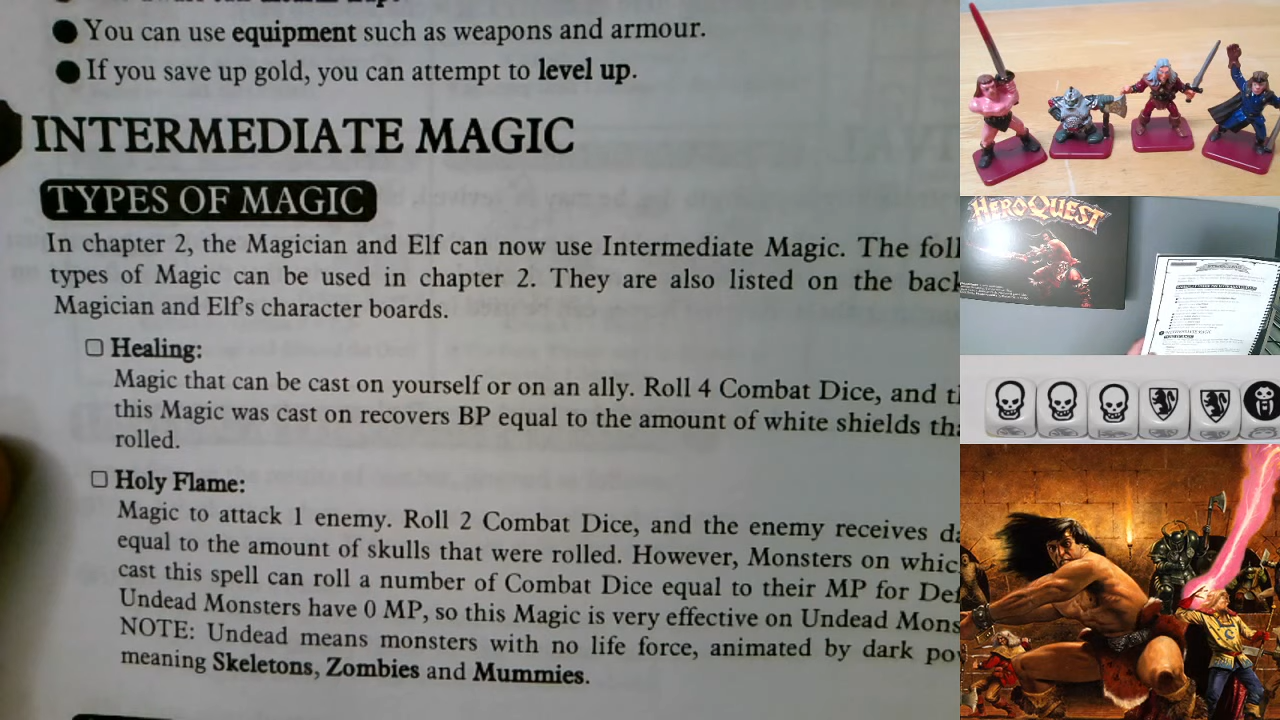 You can use equipment such as weapons and armour.
If you save up gold, you can attempt to level up.
INTERMEDIATE MAGIC
TYPES OF MAGIC
In chapter 2, the Magician and Elf can now use Intermediate Magic. The
types of Magic can be used in chapter 2. They are also listed on the back
Magician and Elf's character boards.
Healing:
Magic that can be cast on yourself or on an ally. Roll 4 Combat Dice, and
this Magic was cast on recovers BP equal to the amount of white shields
rolled.
Holy Flame:
Magic to attack 1 enemy. Roll 2 Combat Dice, and the enemy receives
equal to the amount of skulls that were rolled. However, Monsters on
cast this spell can roll a number of Combat Dice equal to their MP for
Undead Monsters have 0 MP, so this Magic is very effective on Undead
NOTE: Undead means monsters with no life force, animated by dark
meaning Skeletons, Zombies and Mummies.
HEROQUEST